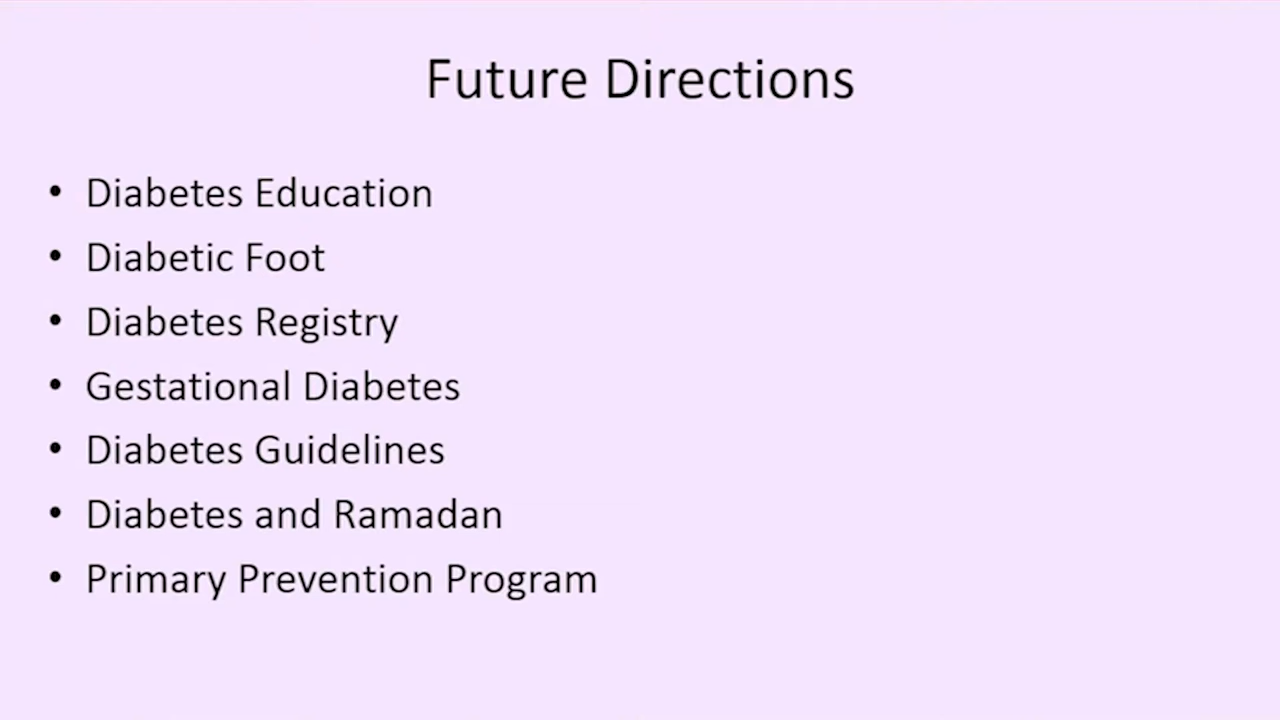 Future Directions
• Diabetes Education
• Diabetic Foot
• Diabetes Registry
• Gestational Diabetes
• Diabetes Guidelines
• Diabetes and Ramadan
• Primary Prevention Program